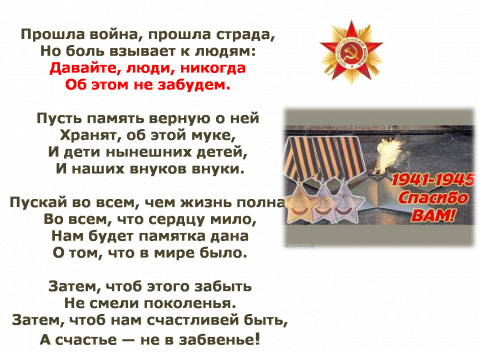 Прошла война, прошла страда,
Но боль взывает к людям:
Давайте, люди, никогда
Об этом не забудем.
Пусть память верную о ней
Хранят, об этой муке,
И дети нынешних детей,
И наших внуков внуки.
Пускай во всем, чем жизнь полна
Во всем, что сердцу мило,
Нам будет памятка дана
О том, что в мире было.
Затем, чтоб этого забыть
Не смели поколенья.
Затем, чтоб нам счастливей быть,
А счастье — не в забвенье!
1941-1945
Спасибо
ВАМ!